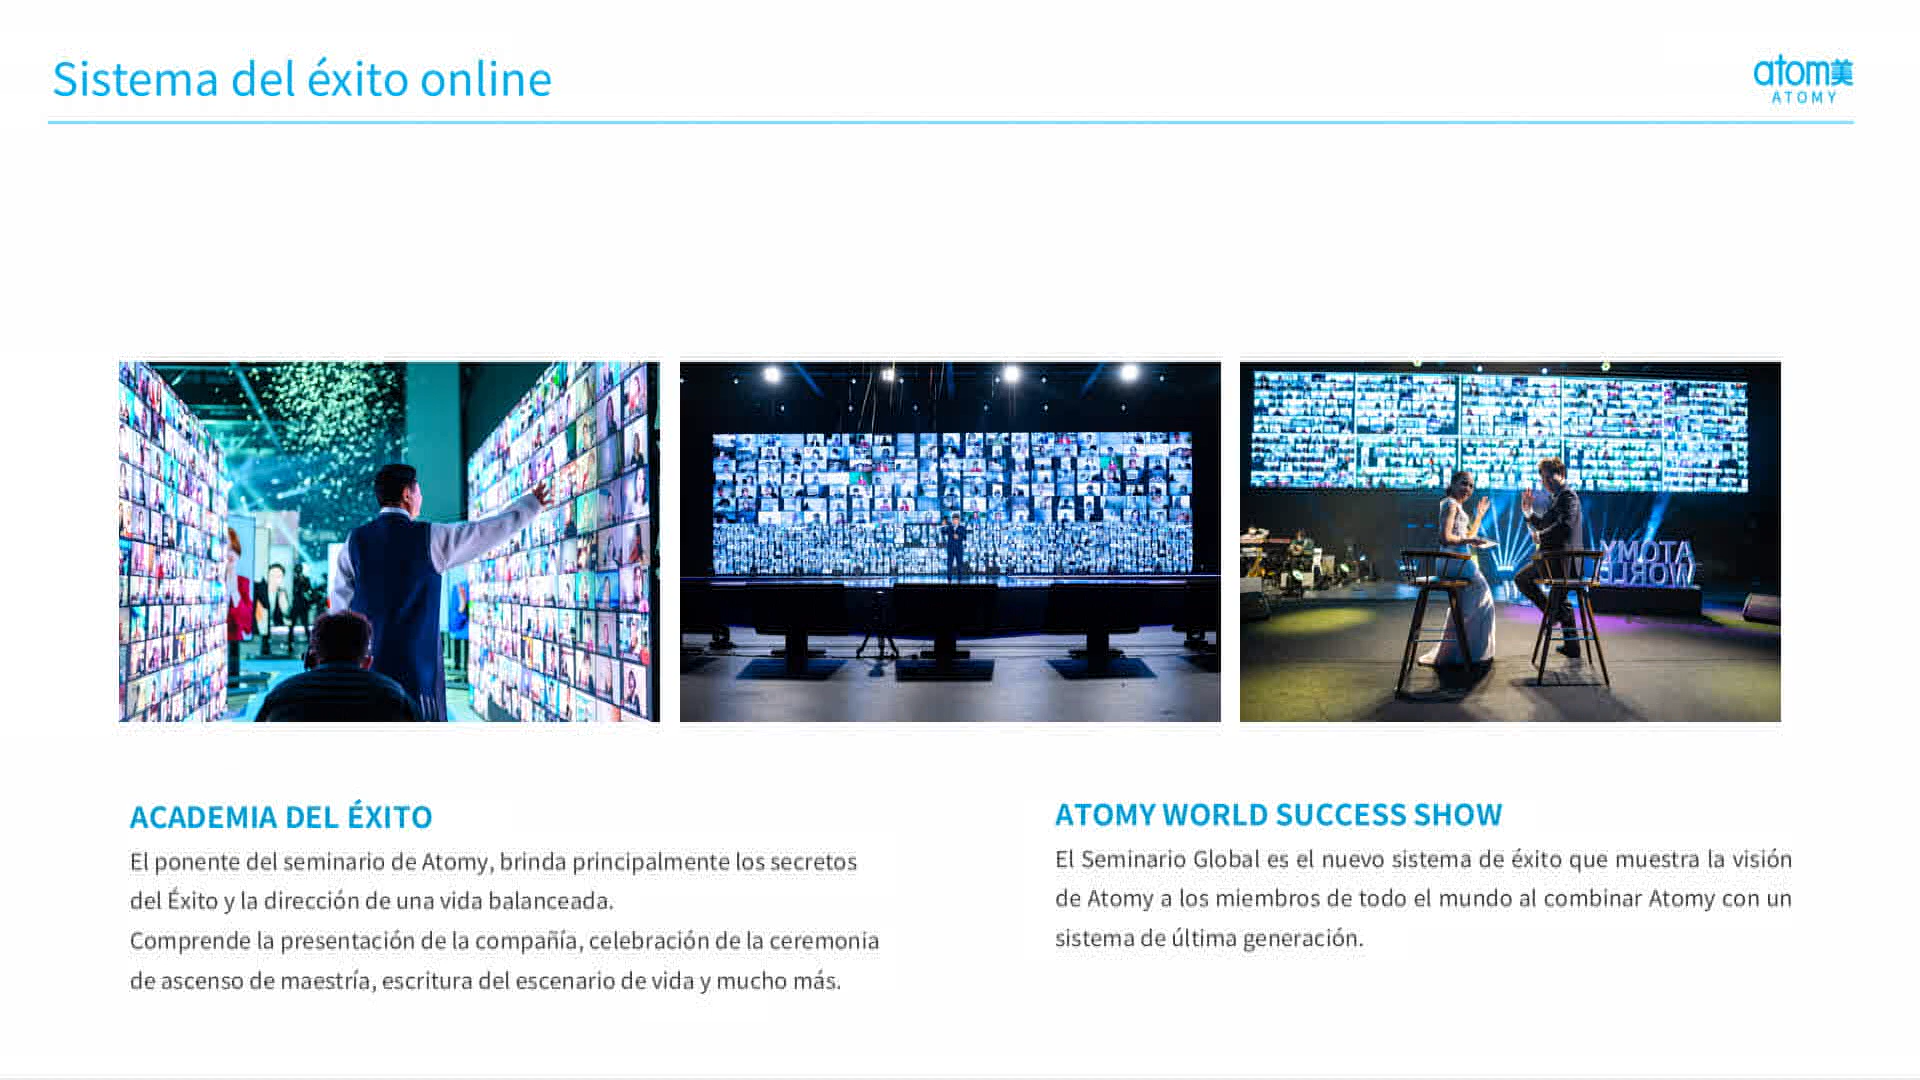 Sistema del éxito online
atom美
ATOMY
ATOMY
WORLD
ACADEMIA DEL ÉXITO
El ponente del seminario de Atomy, brinda principalmente los secretos
del Éxito y la dirección de una vida balanceada.
Comprende la presentación de la compañía, celebración de la ceremonia
de ascenso de maestría, escritura del escenario de vida y mucho más.
ATOMY WORLD SUCCESS SHOW
El Seminario Global es el nuevo sistema de éxito que muestra la visión
de Atomy a los miembros de todo el mundo al combinar Atomy con un
sistema de última generación.